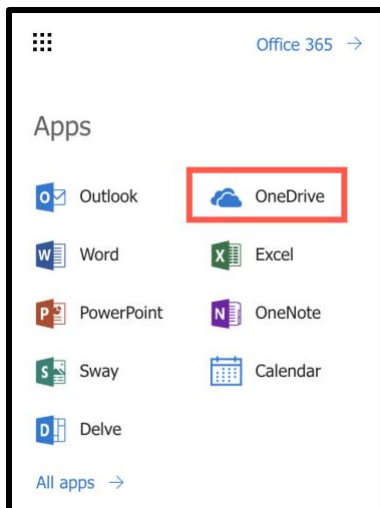 Office 365 →
Apps
Outlook OneDrive
Word Excel
PowerPoint OneNote
Sway Calendar
Delve
All apps →